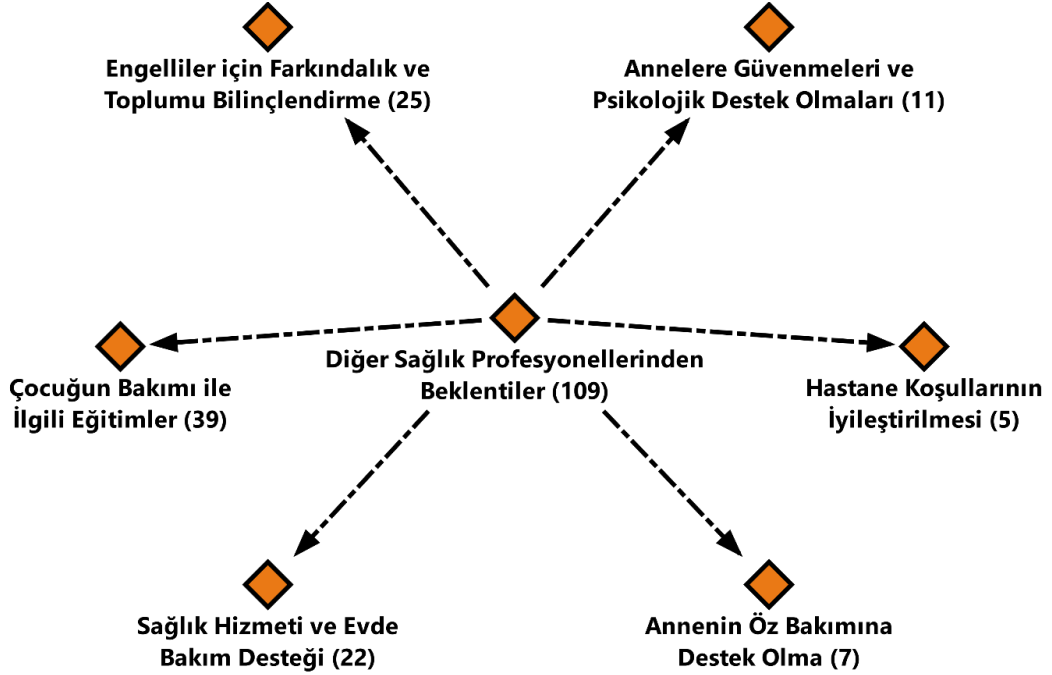 Engelliler için Farkındalık ve
Toplumu Bilinçlendirme (25)
Annelere Güvenmeleri ve
Psikolojik Destek Olmaları (11)
Çocuğun Bakımı ile
İlgili Eğitimler (39)
Diğer Sağlık Profesyonellerinden
Beklentiler (109)
Hastane Koşullarının
İyileştirilmesi (5)
Sağlık Hizmeti ve Evde
Bakım Desteği (22)
Annenin Öz Bakımına
Destek Olma (7)